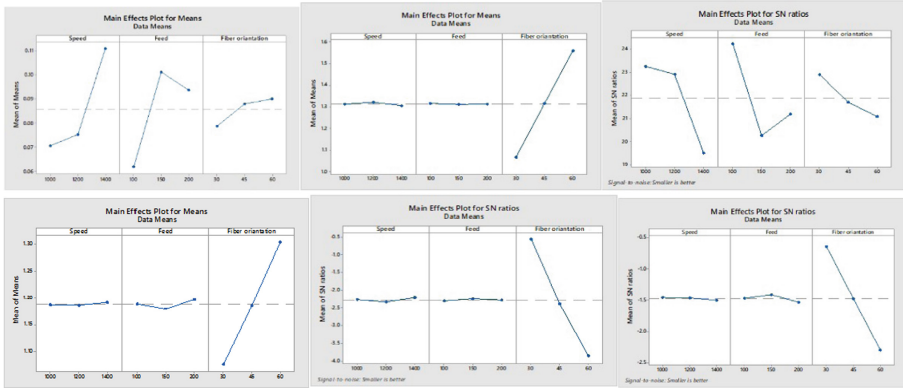 Main Effects Plot for Means
Data Means
Speed Feed Fiber oriantation
Mean of Means
0.11
0.10
0.09
0.08
0.07
0.06
1000 1200 1400 100 150 200 30 45 60
Main Effects Plot for Means
Data Means
Speed Feed Fiber oriantation
Mean of Means
1.6
1.5
1.4
1.3
1.2
1.1
1.0
1000 1200 1400 100 150 200 30 45 60
Main Effects Plot for SN ratios
Data Means
Speed Feed Fiber oriantation
Mean of SN ratios
24
23
22
21
20
19
1000 1200 1400 100 150 200 30 45 60
Signal-to-noise: Smaller is better
Main Effects Plot for Means
Data Means
Speed Feed Fiber oriantation
Mean of Means
1.30
1.15
1.10
1000 1200 1400 100 150 200 30 45 60
Main Effects Plot for SN ratios
Data Means
Speed Feed Fiber oriantation
Mean of SN ratios
-0.5
-1.0
-1.5
-2.0
-2.5
-3.0
-3.5
-4.0
1000 1200 1400 100 150 200 30 45 60
Signal-to-noise: Smaller is better
Main Effects Plot for SN ratios
Data Means
Speed Feed Fiber oriantation
Mean of SN ratios
-0.5
-1.0
-1.5
-2.0
-2.5
1000 1200 1400 100 150 200 30 45 60
Signal-to-noise: Smaller is better